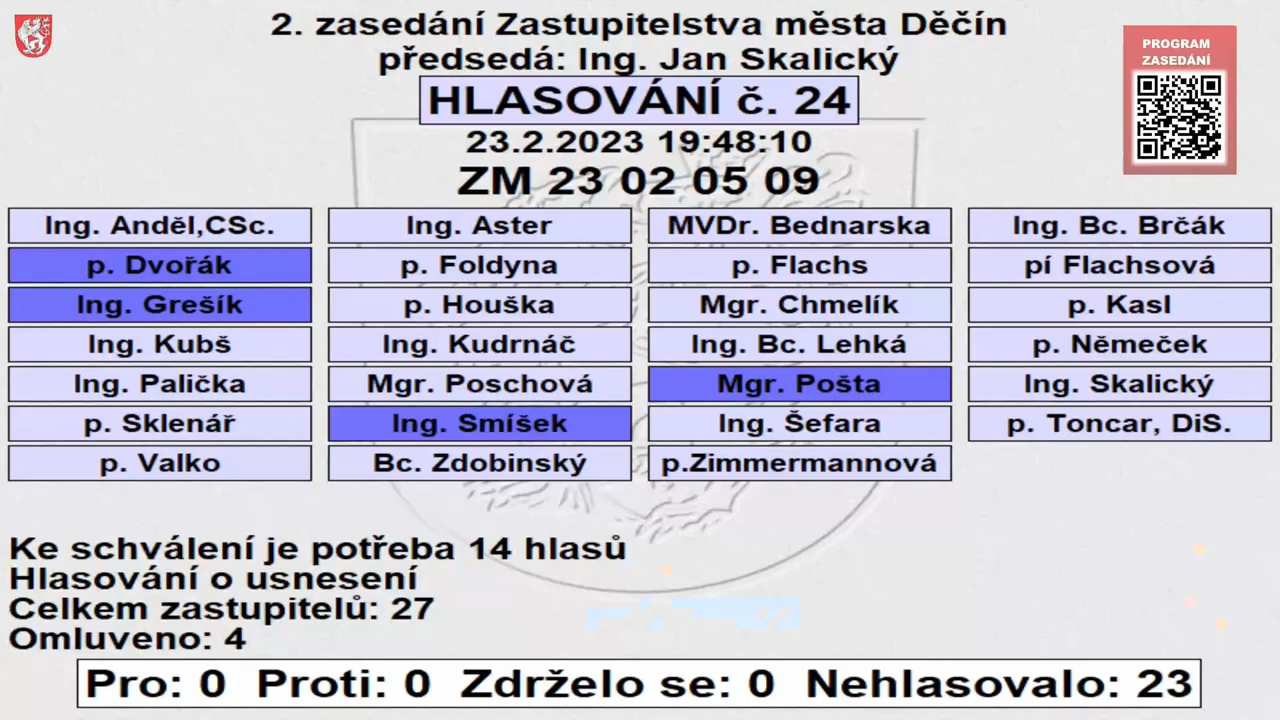 2. zasedání Zastupitelstva města Děčín
předsedá: Ing. Jan Skalický
PROGRAM
ZASEDÁNÍ
HLASOVÁNÍ č. 24
23.2.2023 19:48:10
ZM 23 02 05 09
Ing. Anděl,CSc. Ing. Aster MVDr. Bednarska Ing. Bc. Brčák
p. Dvořák p. Foldyna p. Flachs pí Flachsová
Ing. Grešík p. Houška Mgr. Chmelík p. Kasl
Ing. Kubš Ing. Kudrnáč Ing. Bc. Lehká p. Němeček
Ing. Palička Mgr. Poschová Mgr. Pošta Ing. Skalický
p. Sklenář Ing. Smíšek Ing. Šefara p. Toncar, DiS.
p. Valko Bc. Zdobinský p.Zimmermannová
Ke schválení je potřeba 14 hlasů
Hlasování o usnesení
Celkem zastupitelů: 27
Omluveno: 4
Pro: 0 Proti: 0 Zdrželo se: 0 Nehlasovalo: 23